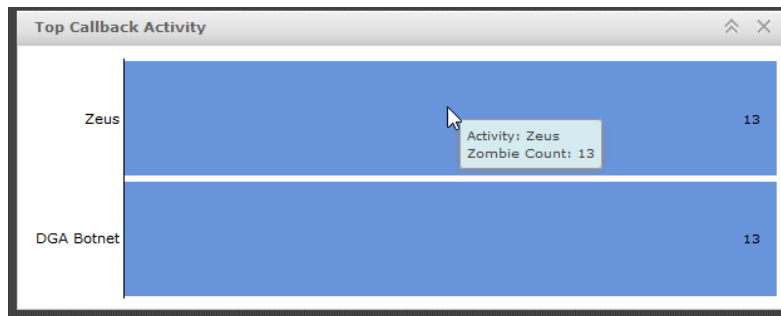 Top Callback Activity
Zeus
13
Activity: Zeus
Zombie Count: 13
DGA Botnet
13